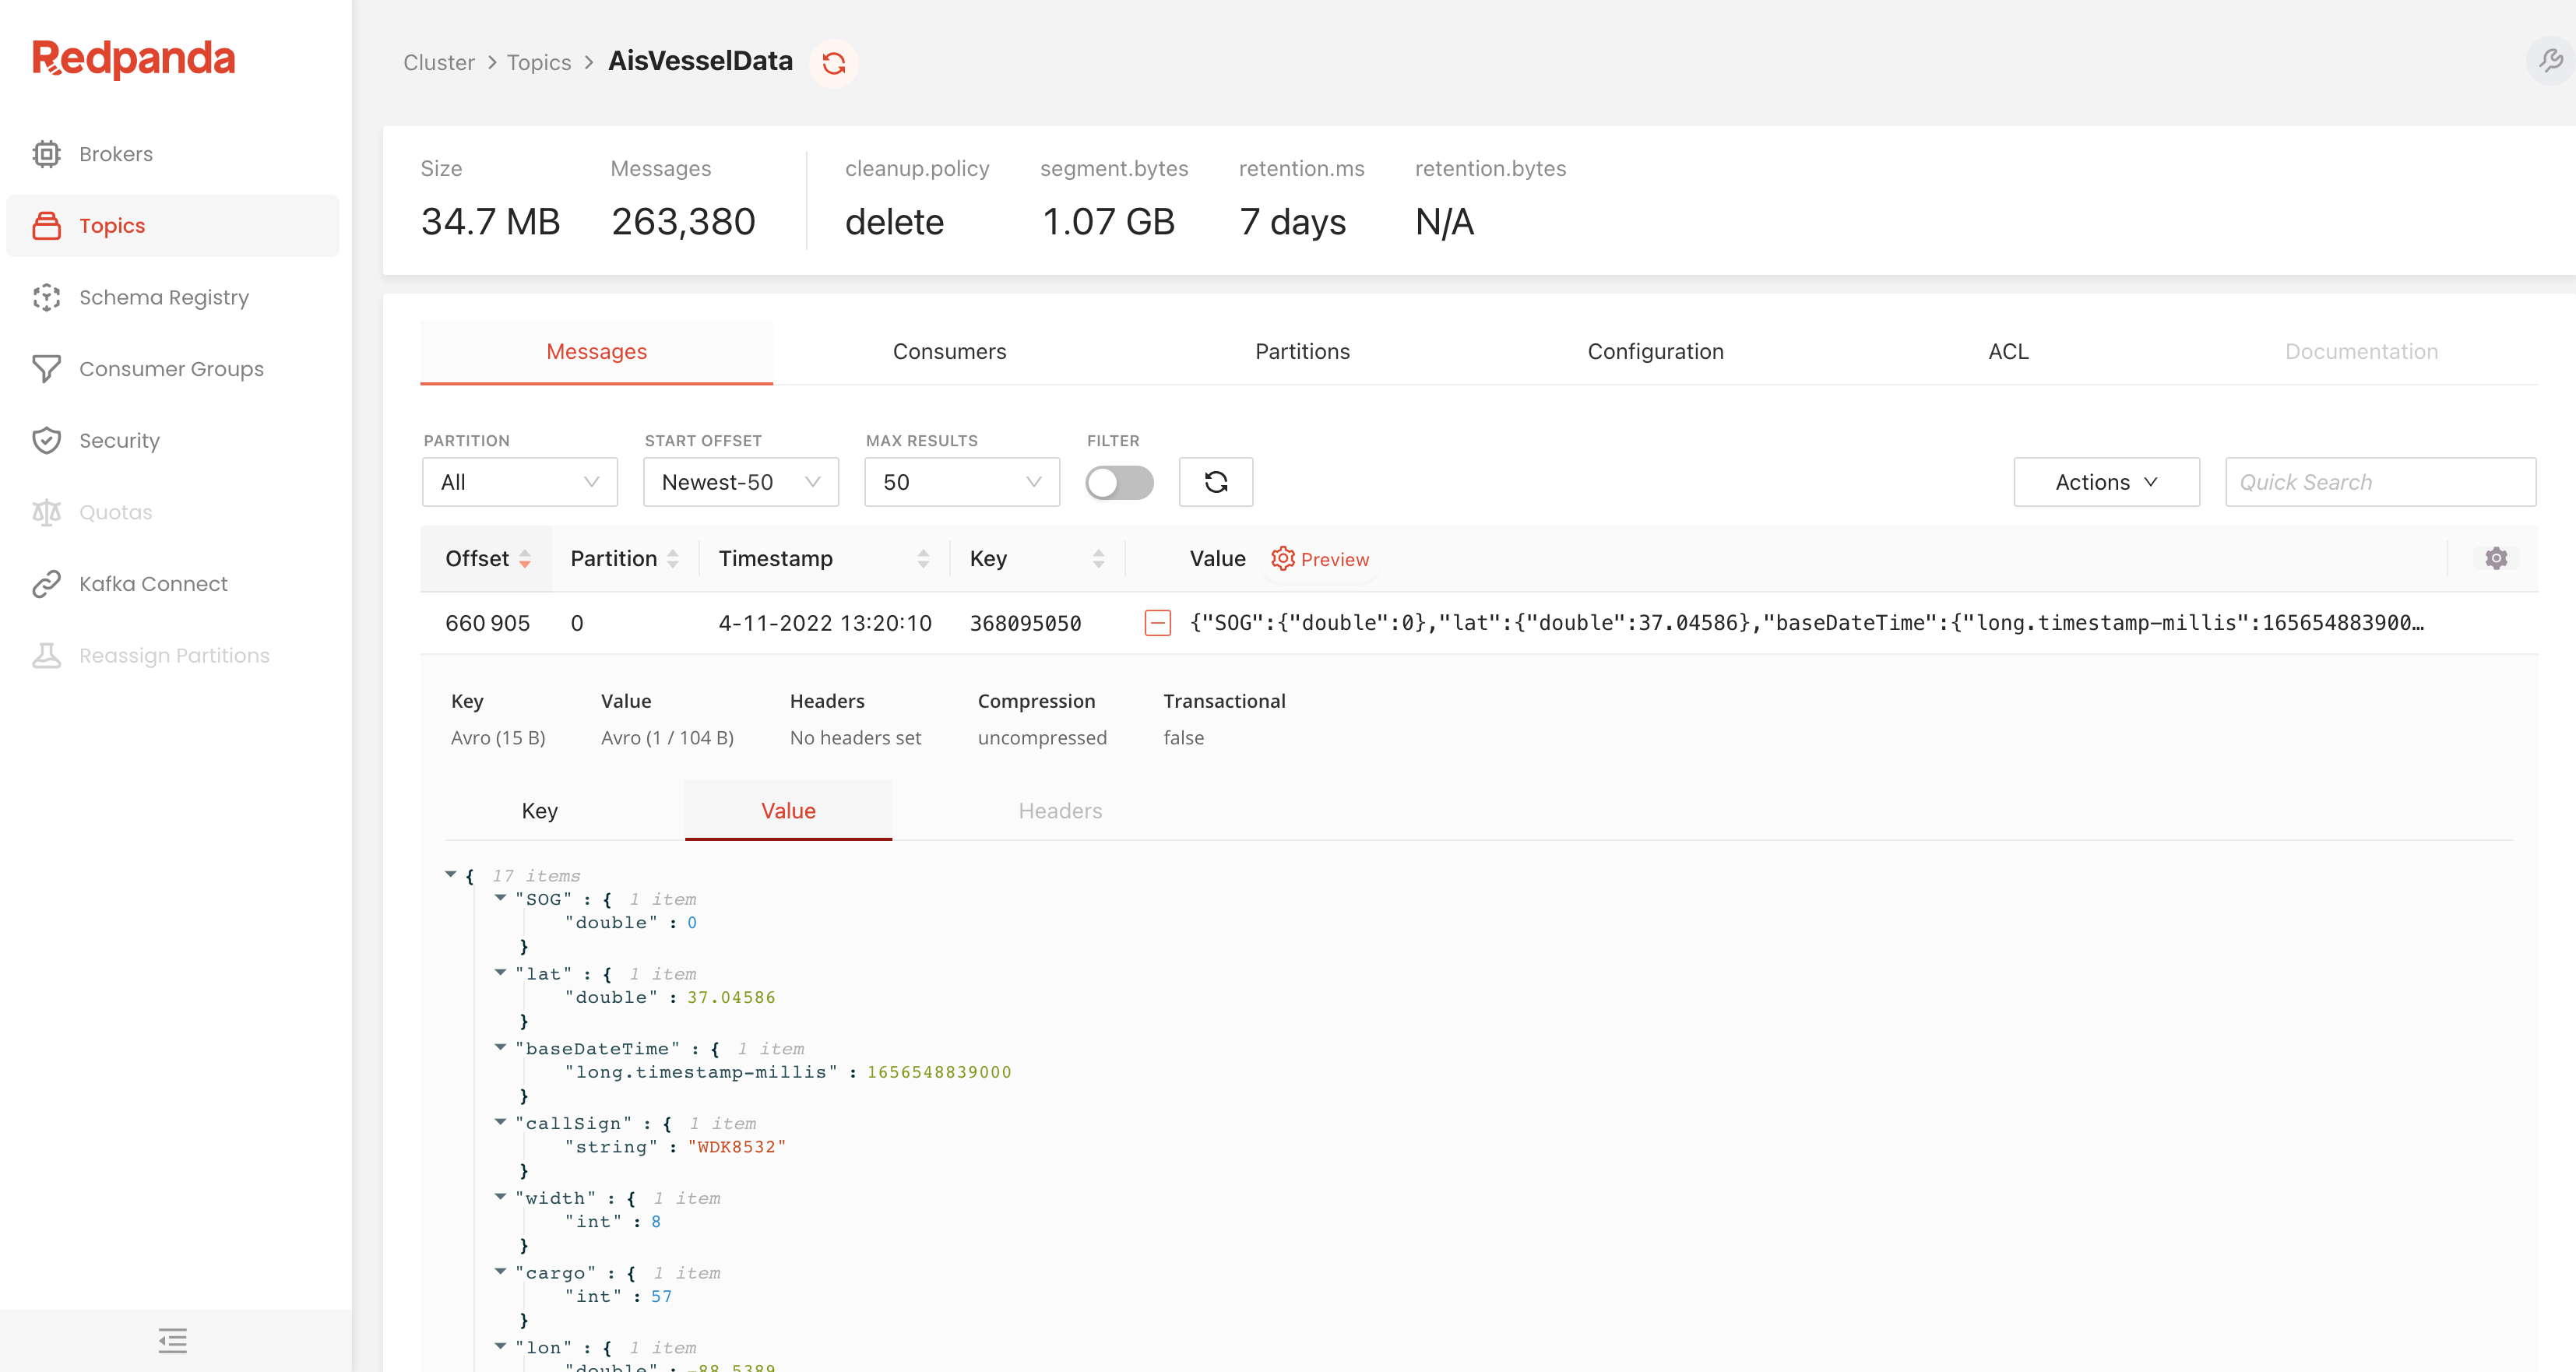 Redpanda
Brokers
Topics
Schema Registry
Consumer Groups
Security
Quotas
Kafka Connect
Reassign Partitions
Cluster > Topics > AisVesselData
Size Messages cleanup.policy segment.bytes retention.ms retention.bytes
34.7 MB 263,380 delete 1.07 GB 7 days N/A
Messages Consumers Partitions Configuration ACL Documentation
PARTITION START OFFSET MAX RESULTS FILTER
All Newest-50 50 Actions Quick Search
Offset Partition Timestamp Key Value Preview
660 905 0 4-11-2022 13:20:10 368095050 {"SOG":{"double":0},"lat":{"double":37.04586},"baseDateTime":{"long.timestamp-millis":165654883900…
Key Value Headers Compression Transactional
Avro (15 B) Avro (1 / 104 B) No headers set uncompressed false
Key Value Headers
{ 17 items
"SOG" : { 1 item
"double" : 0
}
"lat" : { 1 item
"double" : 37.04586
}
"baseDateTime" : { 1 item
"long.timestamp-millis" : 1656548839000
}
"callSign" : { 1 item
"string" : "WDK8532"
}
"width" : { 1 item
"int" : 8
}
"cargo" : { 1 item
"int" : 57
}
"lon" : { 1 item
"double" : -88.5389